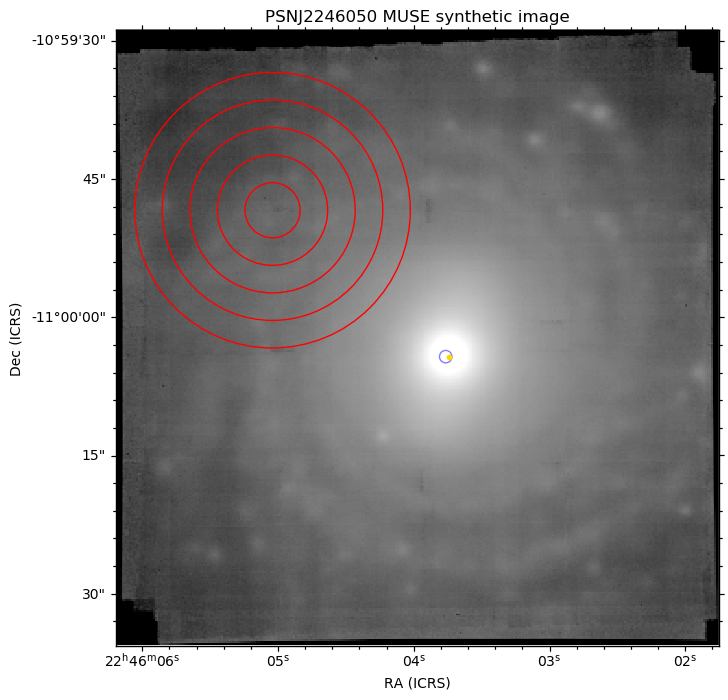 PSNJ2246050 MUSE synthetic image
-10°59'30"
45"
-11°00'00"
15"
30"
Dec (ICRS)
22ʰ46ᵐ06ˢ
05ˢ
04ˢ
03ˢ
02ˢ
RA (ICRS)